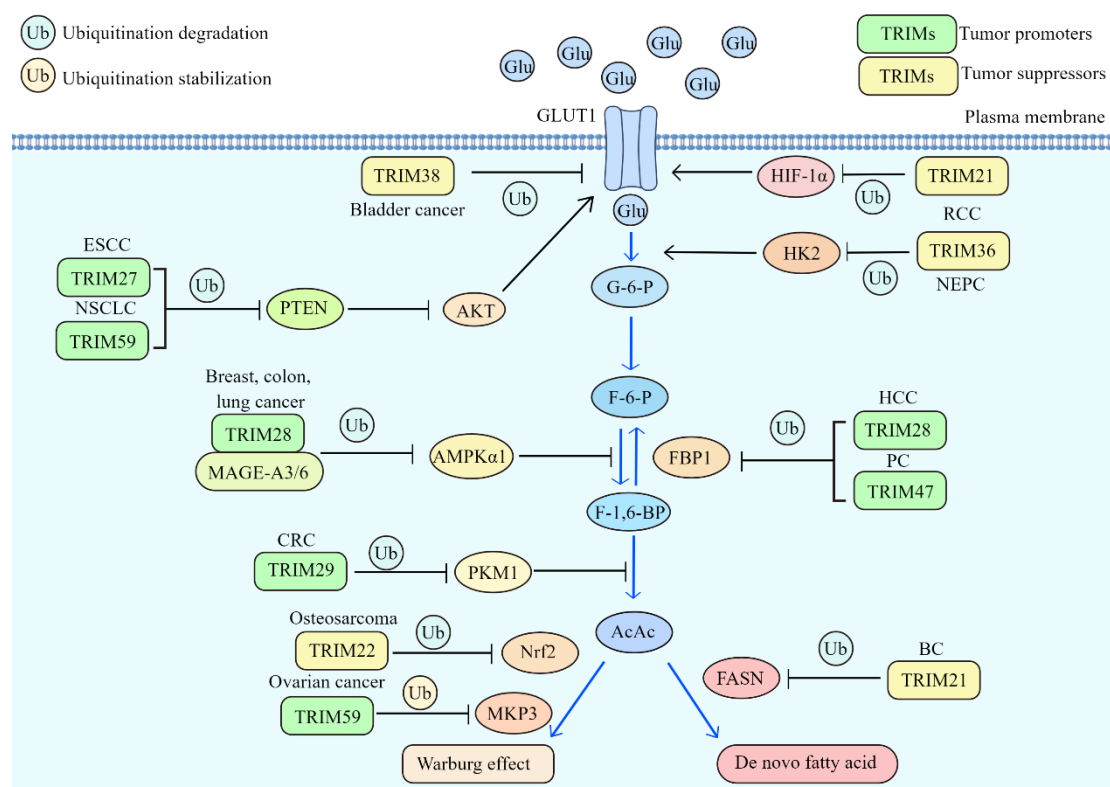 Ub Ubiquitination degradation
Ub Ubiquitination stabilization
TRIMs Tumor promoters
TRIMs Tumor suppressors
Glu
Glu
Glu
Glu
Glu
Glu
GLUT1
Plasma membrane
TRIM38
Ub
Bladder cancer
HIF-1α
Ub
TRIM21
RCC
Glu
HK2
Ub
TRIM36
NEPC
ESCC
TRIM27
NSCLC
TRIM59
Ub
PTEN
AKT
G-6-P
F-6-P
Breast, colon,
lung cancer
TRIM28
MAGE-A3/6
Ub
AMPKα1
FBP1
Ub
HCC
TRIM28
PC
TRIM47
F-1,6-BP
CRC
TRIM29
Ub
PKM1
AcAc
Osteosarcoma
TRIM22
Ub
Nrf2
Ovarian cancer
TRIM59
Ub
MKP3
FASN
Ub
BC
TRIM21
Warburg effect
De novo fatty acid